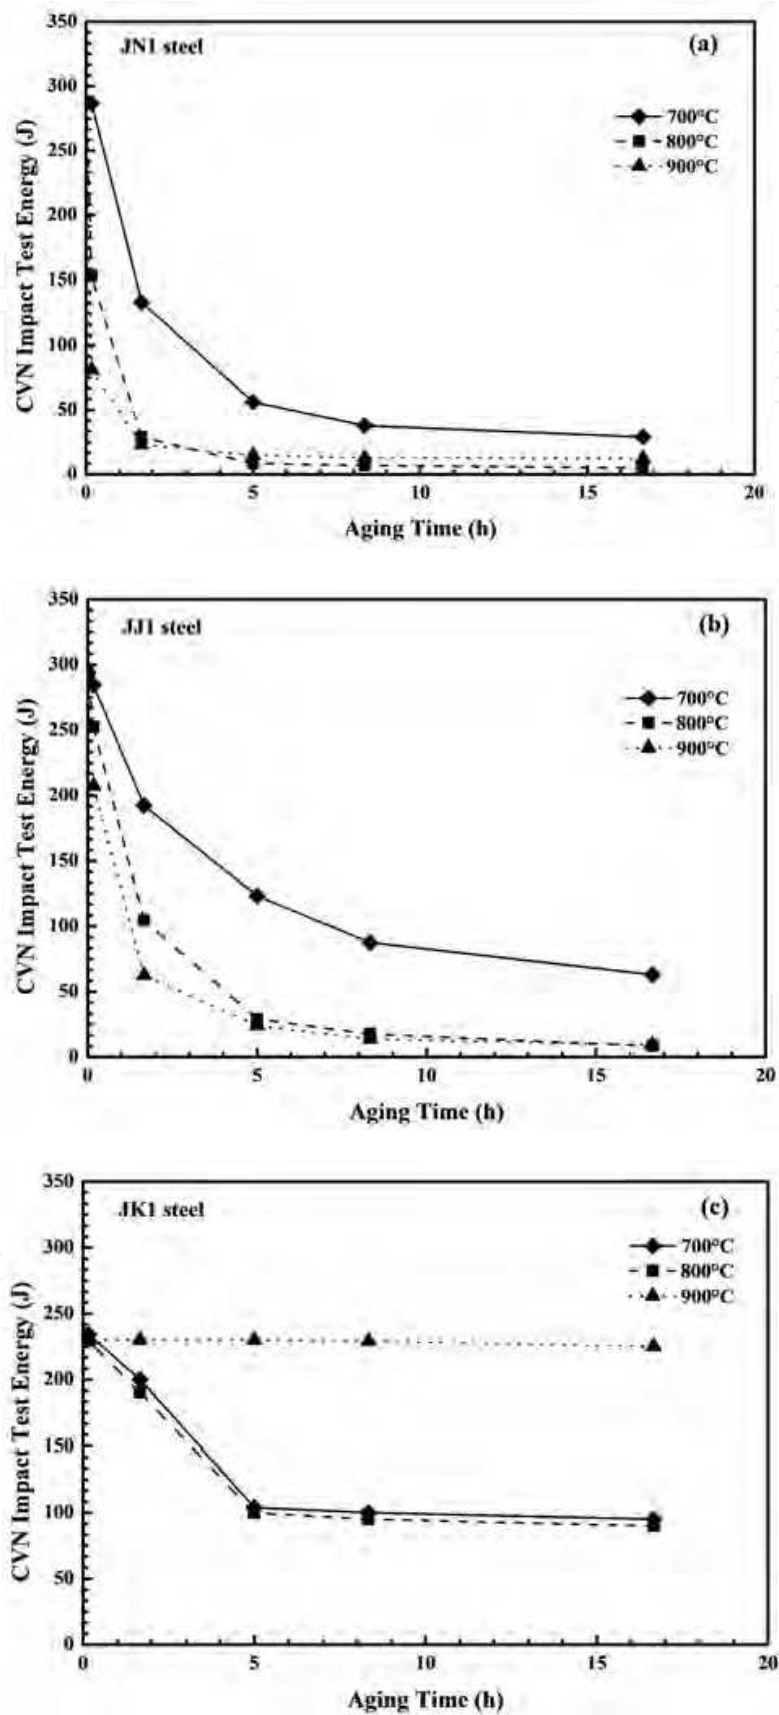 350
JN1 steel
(a)
300
700°C
800°C
900°C
250
200
150
100
50
0
0
5
10
15
20
CVN Impact Test Energy (J)
Aging Time (h)
350
JJ1 steel
(b)
300
700°C
800°C
900°C
250
200
150
100
50
0
0
5
10
15
20
CVN Impact Test Energy (J)
Aging Time (h)
350
JK1 steel
(c)
300
700°C
800°C
900°C
250
200
150
100
50
0
0
5
10
15
20
CVN Impact Test Energy (J)
Aging Time (h)